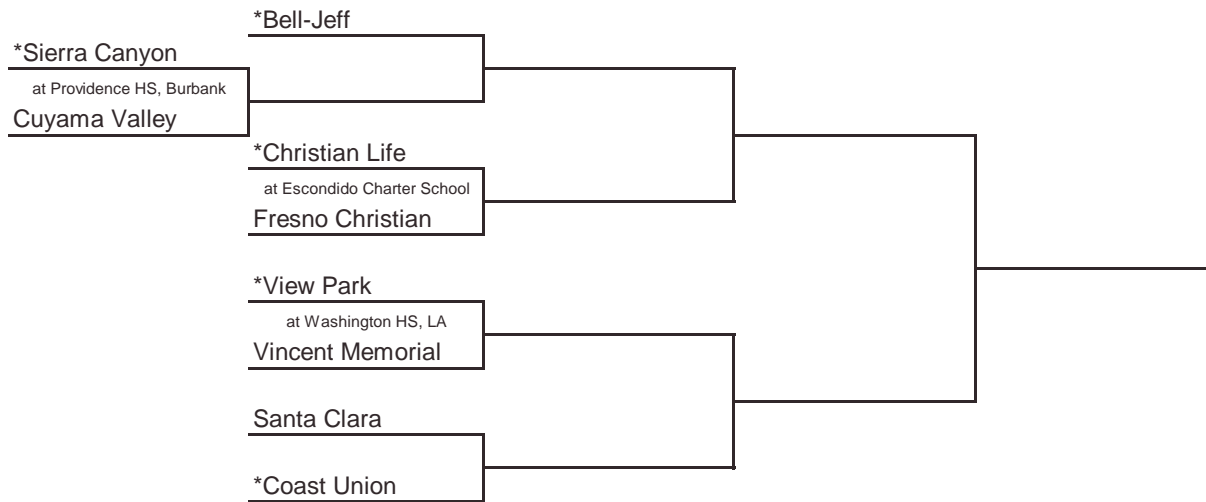 *Bell-Jeff
*Sierra Canyon
at Providence HS, Burbank
Cuyama Valley
*Christian Life
at Escondido Charter School
Fresno Christian
*View Park
at Washington HS, LA
Vincent Memorial
Santa Clara
*Coast Union